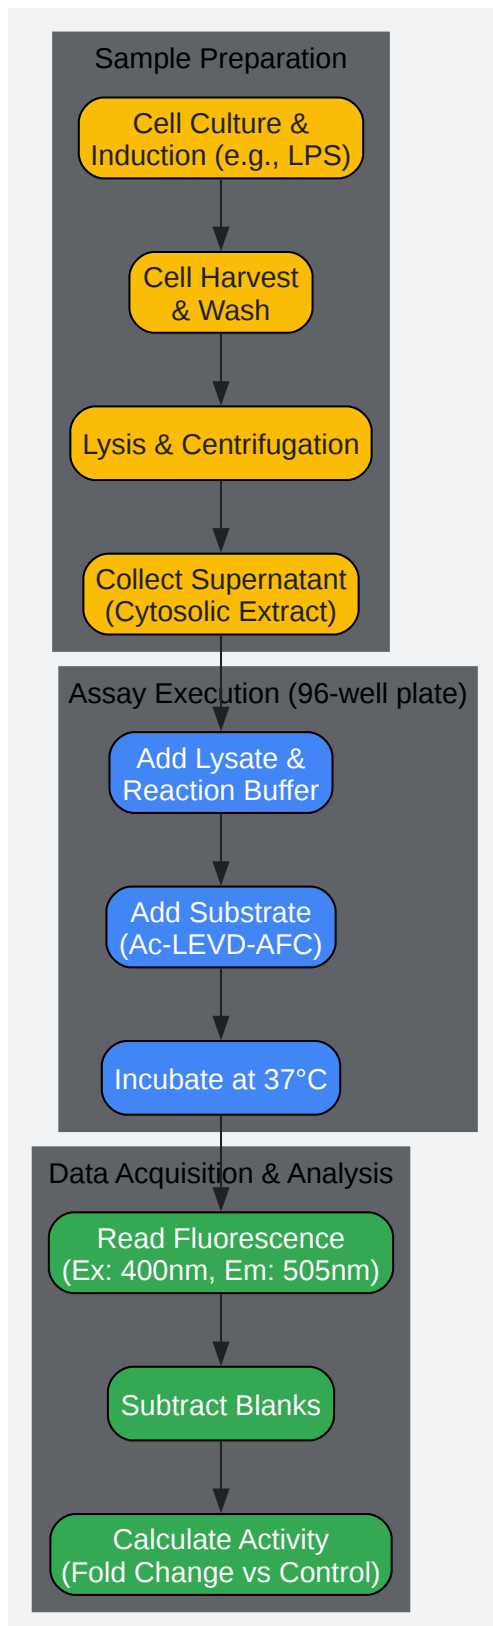 Sample Preparation
Cell Culture &
Induction (e.g., LPS)
Cell Harvest
& Wash
Lysis & Centrifugation
Collect Supernatant
(Cytosolic Extract)
Assay Execution (96-well plate)
Add Lysate &
Reaction Buffer
Add Substrate
(Ac-LEVD-AFC)
Incubate at 37°C
Data Acquisition & Analysis
Read Fluorescence
(Ex: 400nm, Em: 505nm)
Subtract Blanks
Calculate Activity
(Fold Change vs Control)